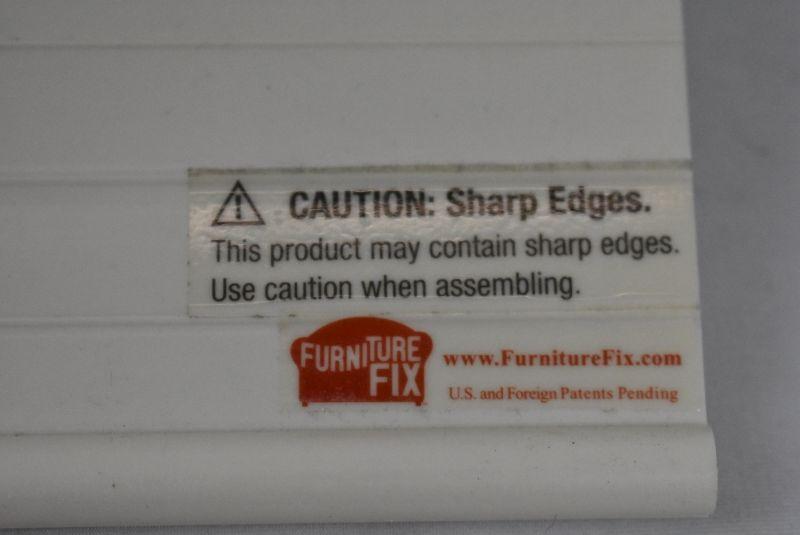 CAUTION: Sharp Edges.
This product may contain sharp edges.
Use caution when assembling.
FURNITURE
FIX
www.FurnitureFix.com
U.S. and Foreign Patents Pending